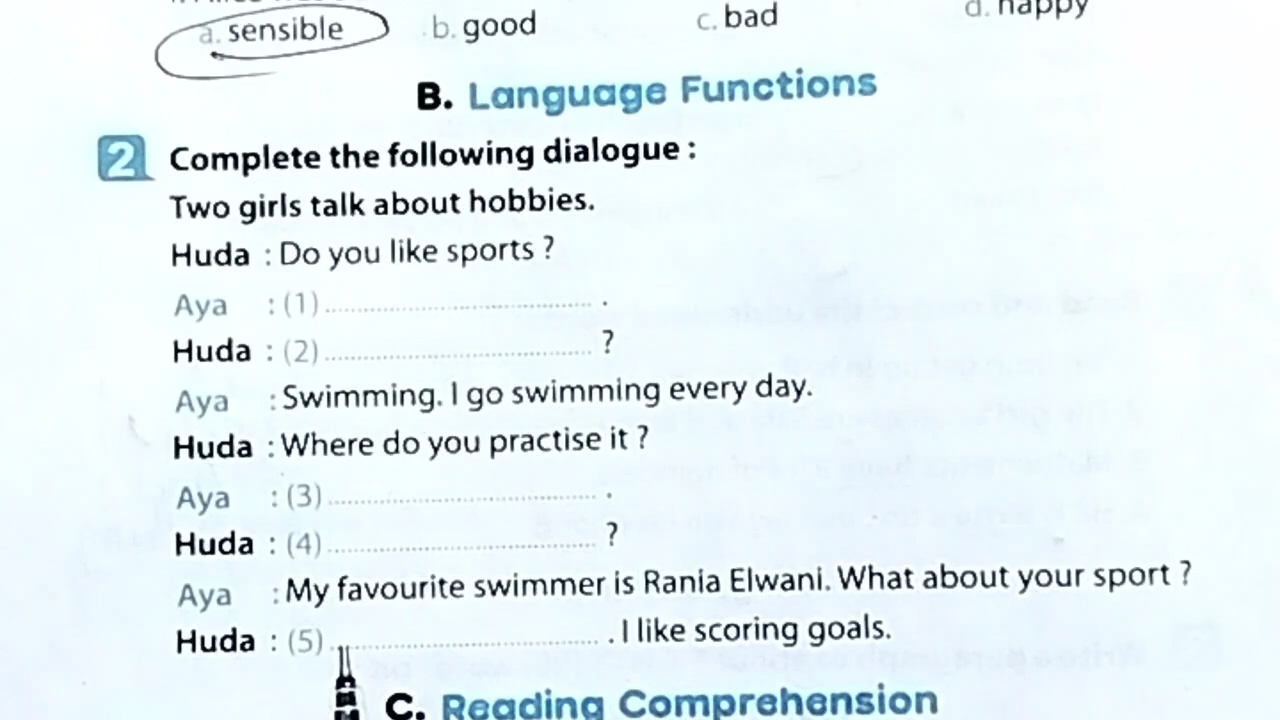 a. sensible b. good c. bad d. happy
B. Language Functions
2 Complete the following dialogue :
Two girls talk about hobbies.
Huda : Do you like sports ?
Aya : (1) .............................. .
Huda : (2) .............................. ?
Aya : Swimming. I go swimming every day.
Huda : Where do you practise it ?
Aya : (3) .............................. .
Huda : (4) .............................. ?
Aya : My favourite swimmer is Rania Elwani. What about your sport ?
Huda : (5) .............................. . I like scoring goals.
C. Reading Comprehension